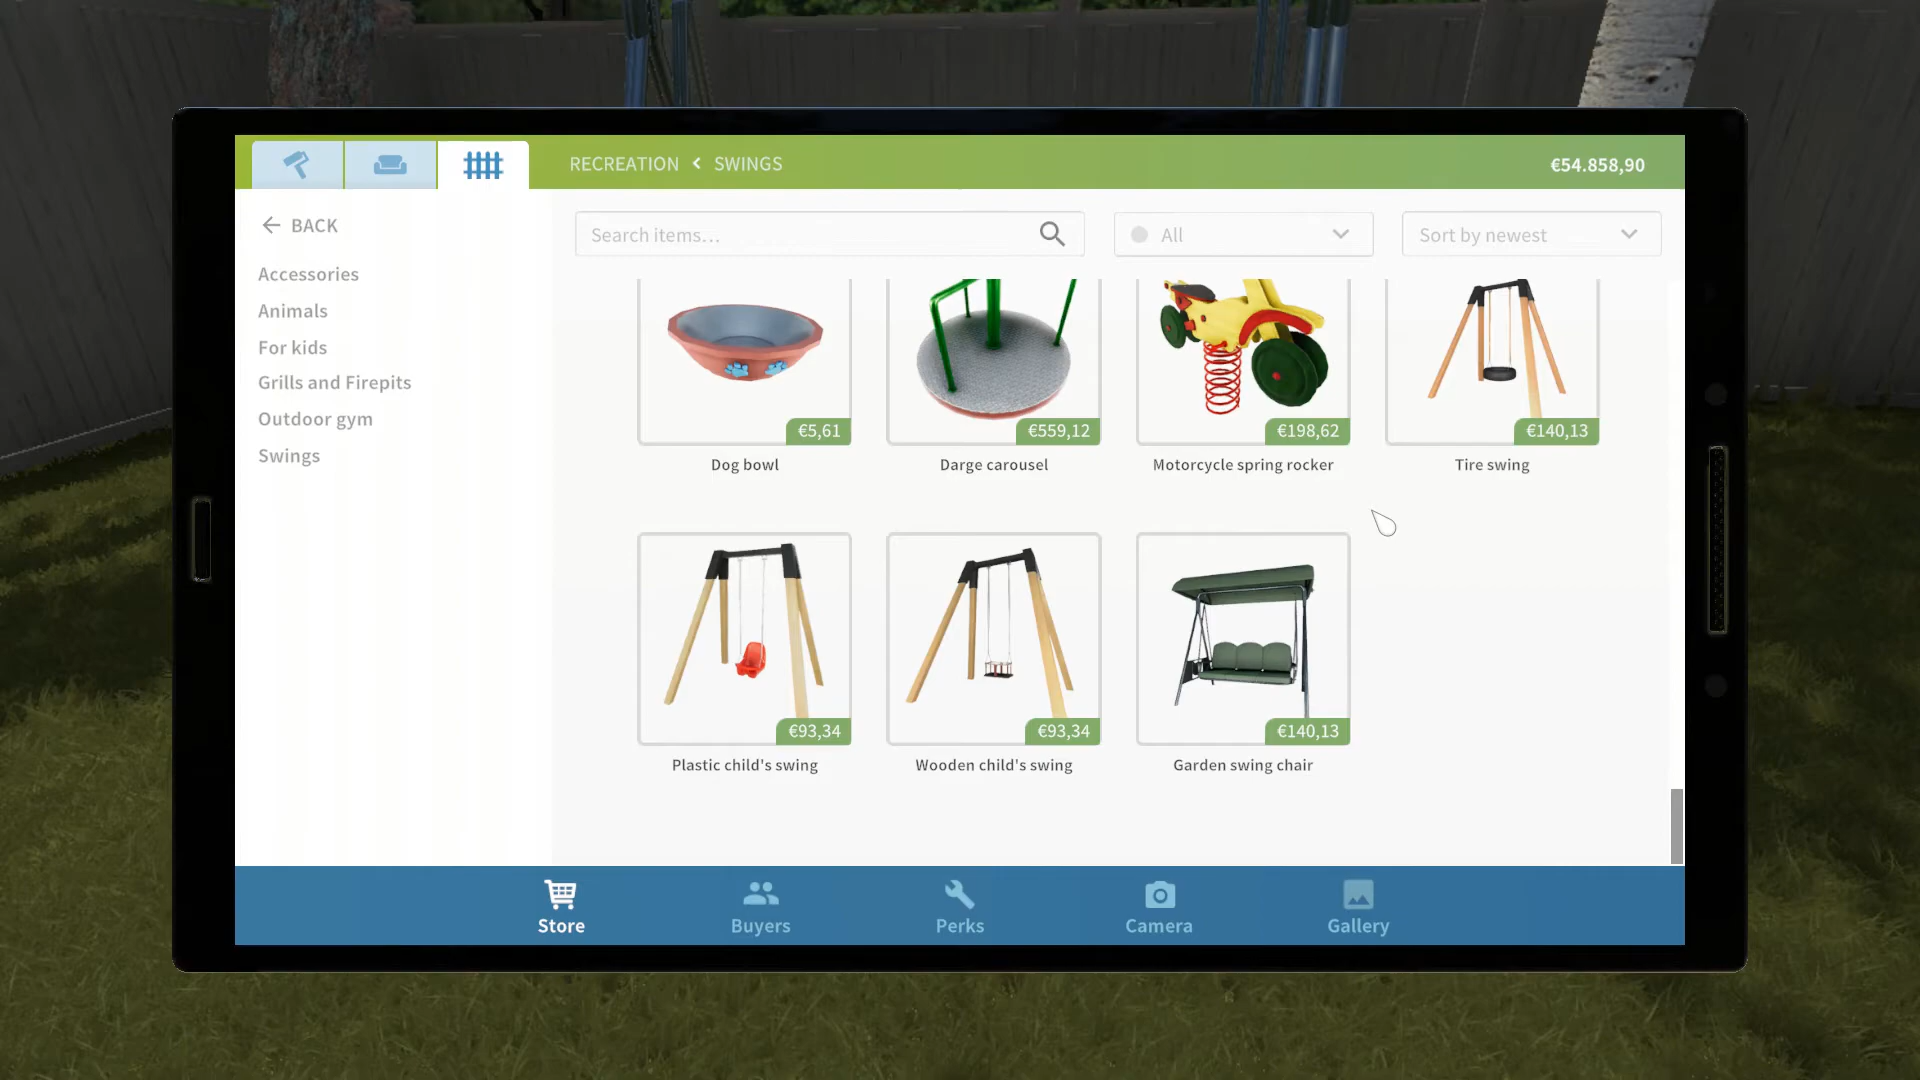 RECREATION < SWINGS
€54.858,90
BACK
Search items...
All
Sort by newest
Accessories
Animals
For kids
Grills and Firepits
Outdoor gym
Swings
€5,61
€559,12
€198,62
€140,13
Dog bowl
Darge carousel
Motorcycle spring rocker
Tire swing
€93,34
€93,34
€140,13
Plastic child's swing
Wooden child's swing
Garden swing chair
Store
Buyers
Perks
Camera
Gallery